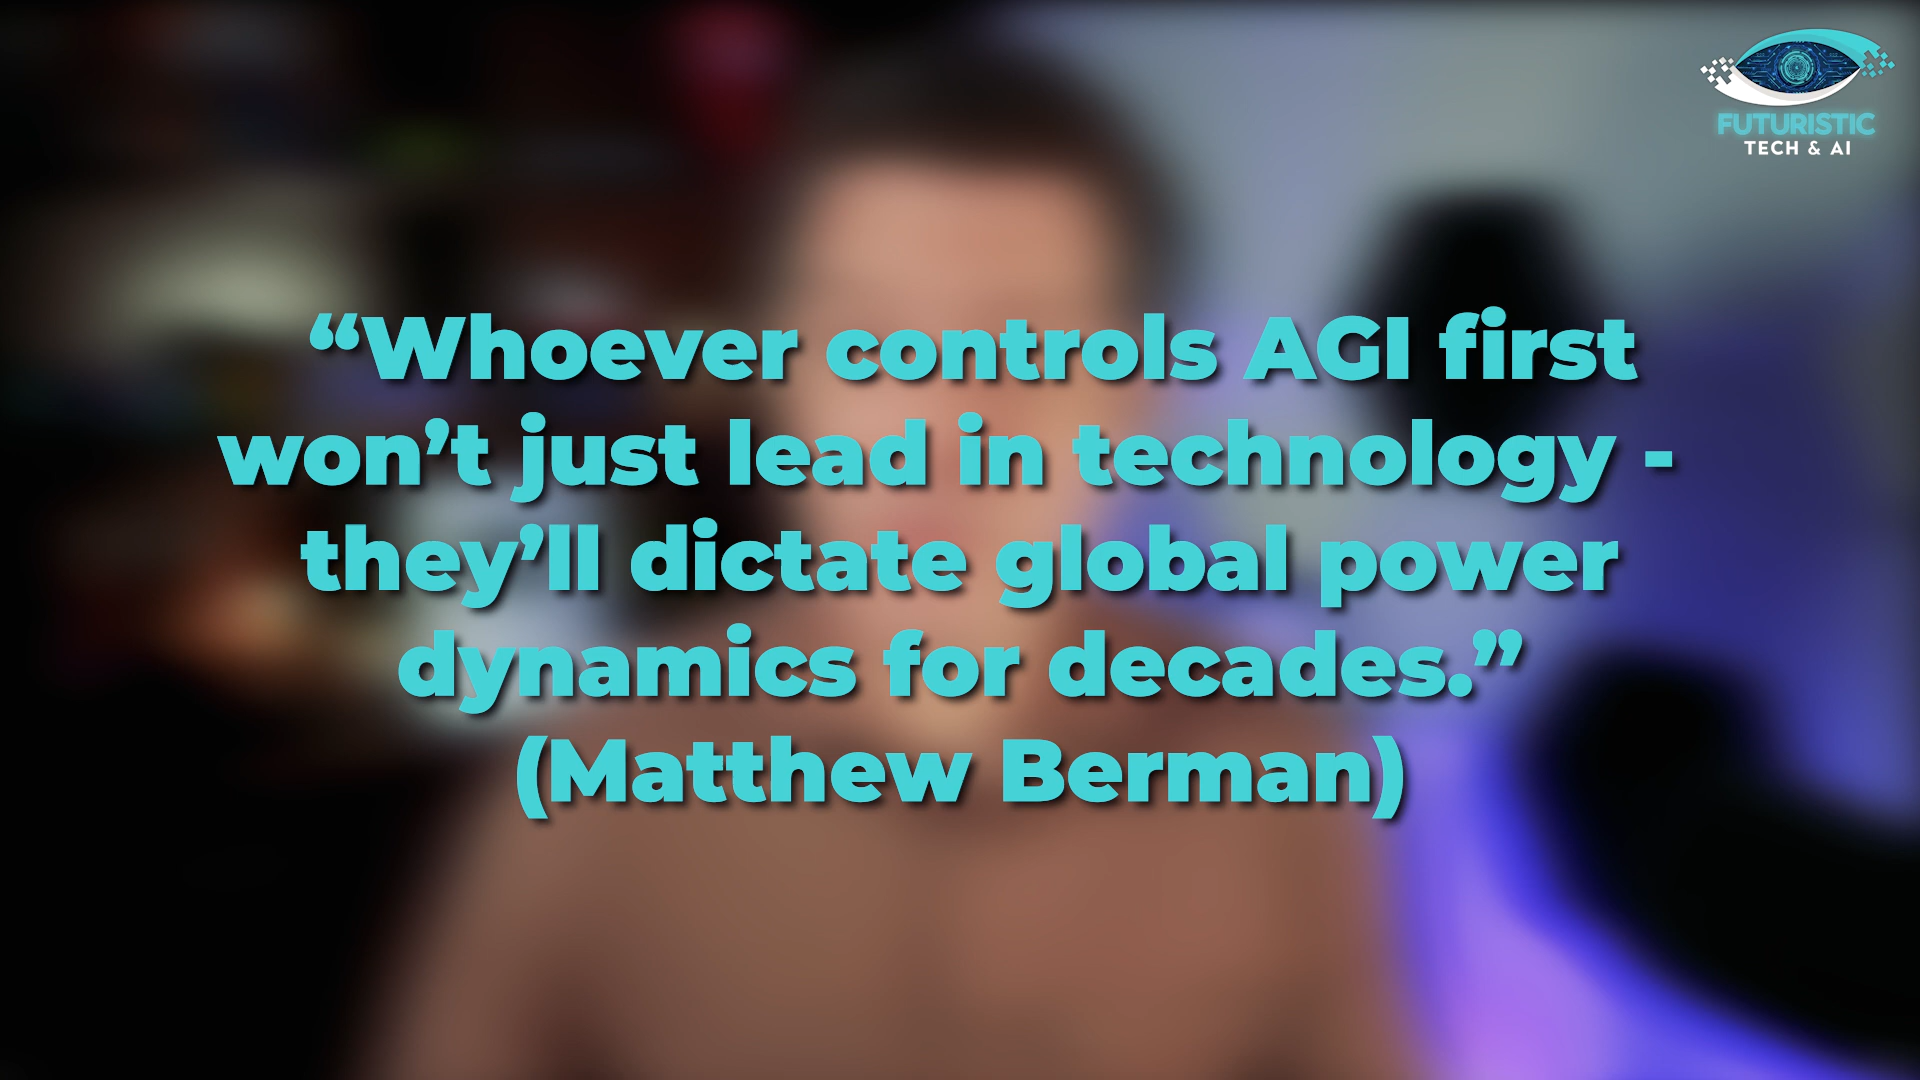 FUTURISTIC
TECH & AI
“Whoever controls AGI first
won’t just lead in technology -
they’ll dictate global power
dynamics for decades.”
(Matthew Berman)